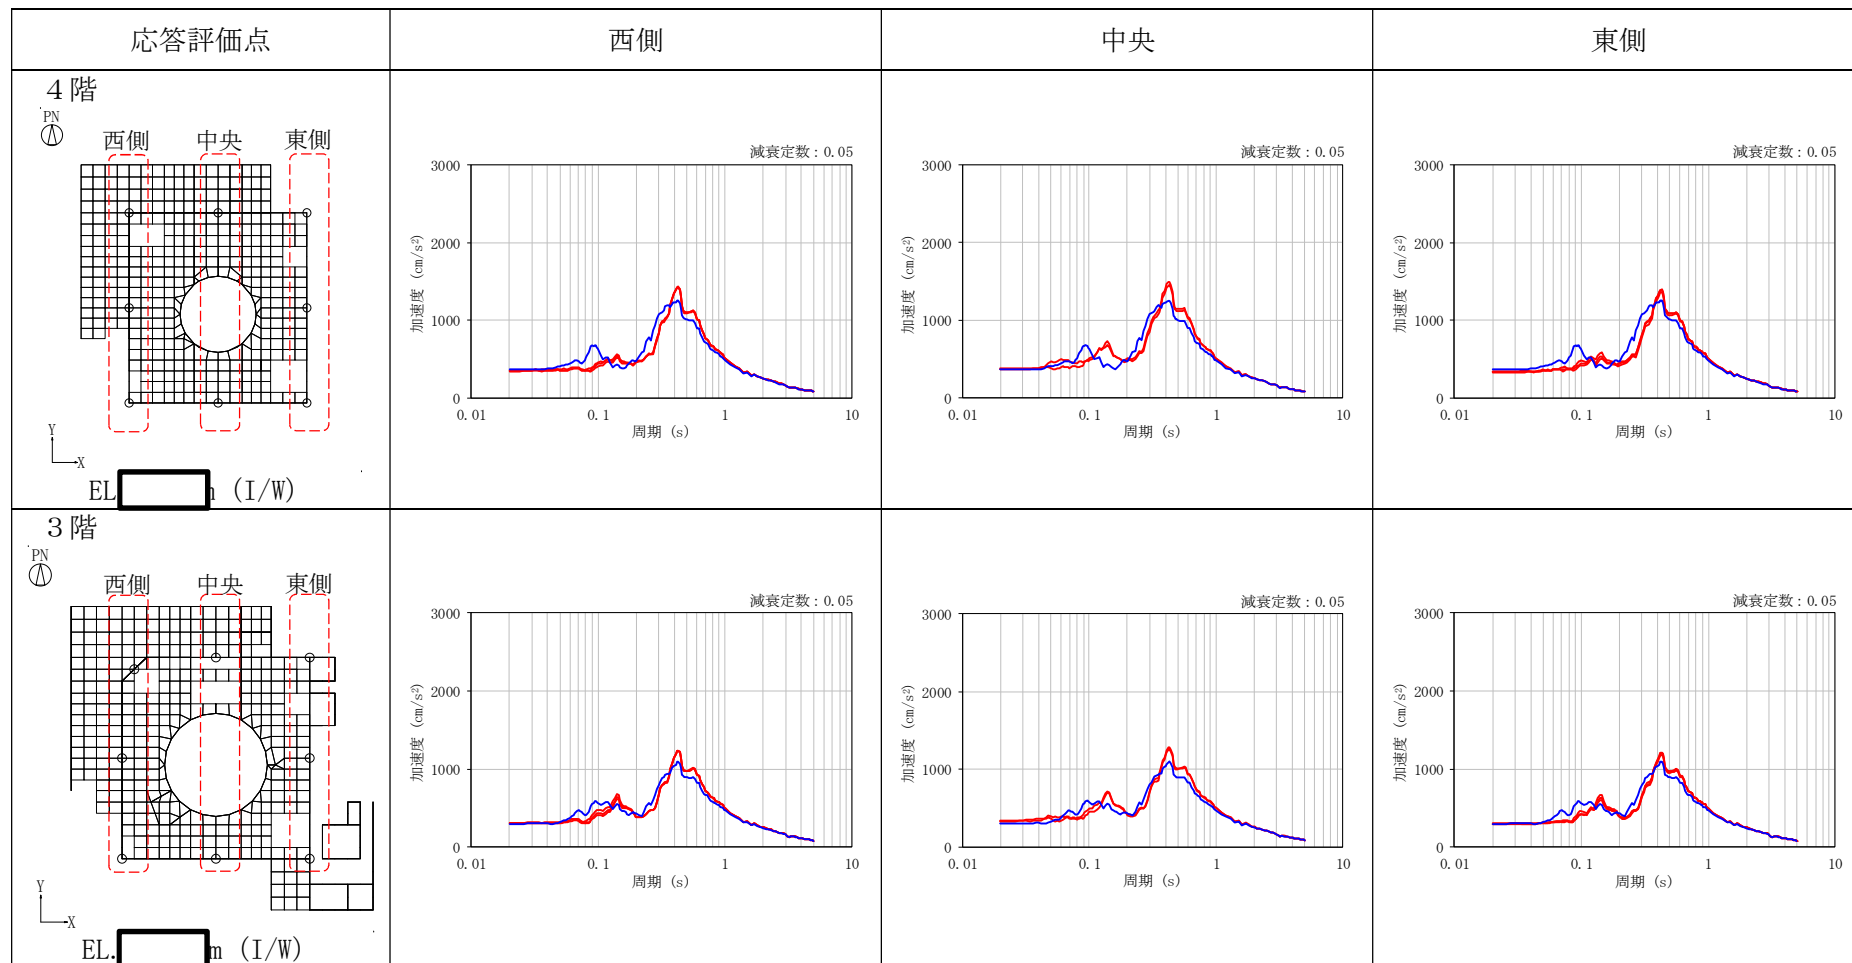 応答評価点 西側 中央 東側
４階
PN
西側 中央 東側
Y
X
EL. m (I/W)
減衰定数：0.05
3000
2000
1000
0
加速度 (cm/s²)
0.01 0.1 1 10
周期 (s)
減衰定数：0.05
3000
2000
1000
0
加速度 (cm/s²)
0.01 0.1 1 10
周期 (s)
減衰定数：0.05
3000
2000
1000
0
加速度 (cm/s²)
0.01 0.1 1 10
周期 (s)
３階
PN
西側 中央 東側
Y
X
EL. m (I/W)
減衰定数：0.05
3000
2000
1000
0
加速度 (cm/s²)
0.01 0.1 1 10
周期 (s)
減衰定数：0.05
3000
2000
1000
0
加速度 (cm/s²)
0.01 0.1 1 10
周期 (s)
減衰定数：0.05
3000
2000
1000
0
加速度 (cm/s²)
0.01 0.1 1 10
周期 (s)